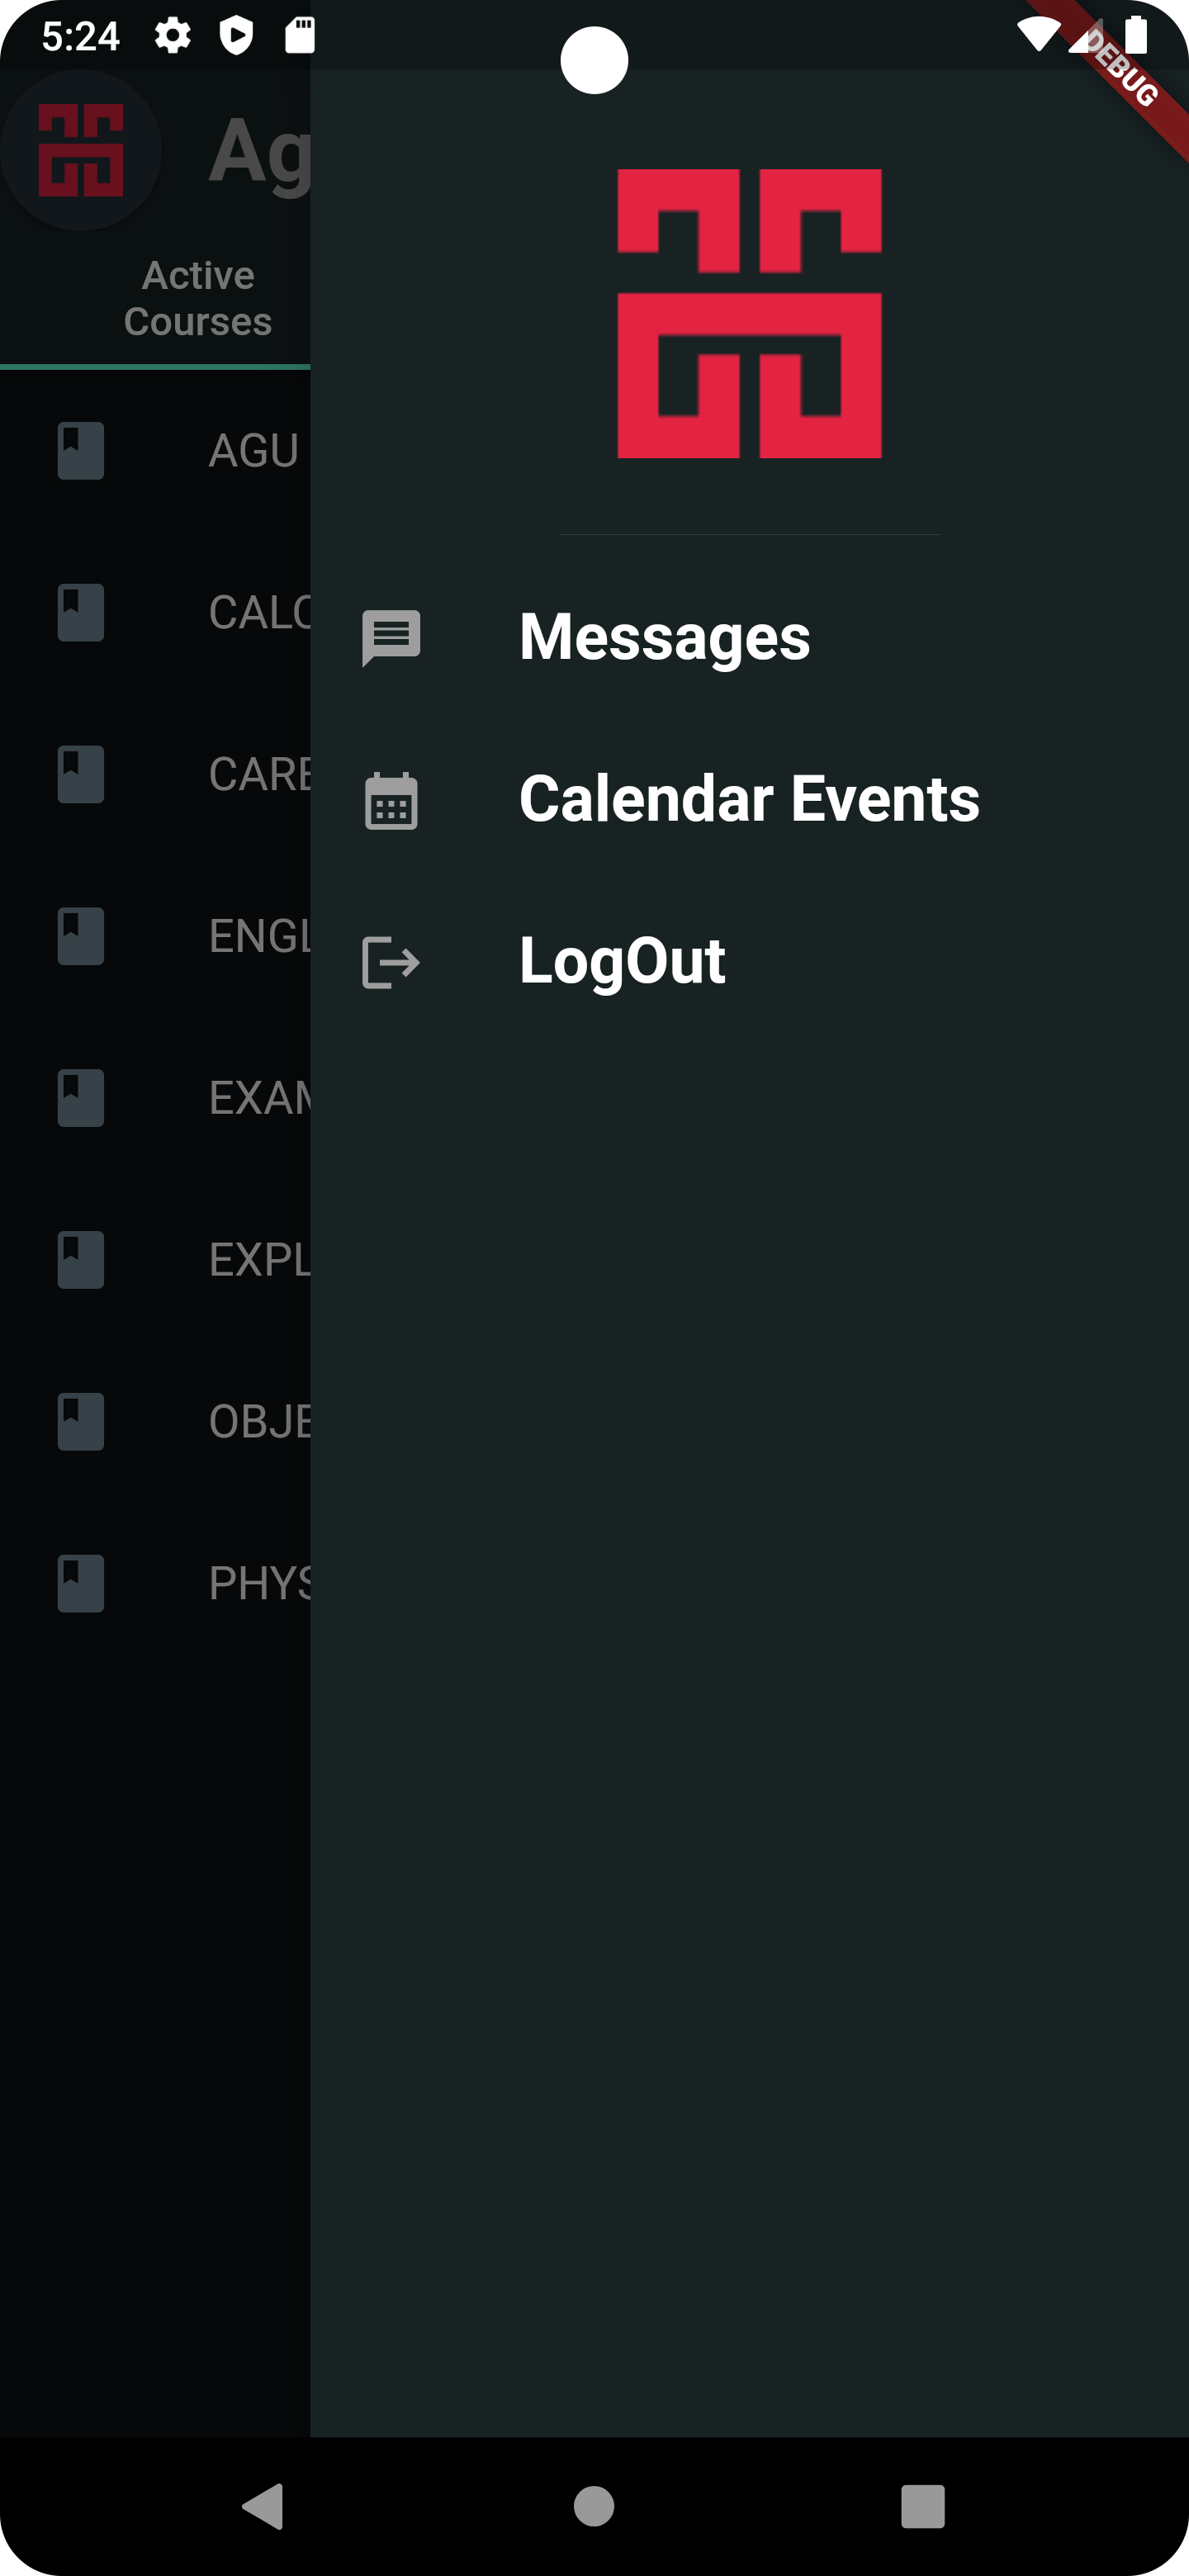 5:24
DEBUG
Ag
Active
Courses
AGU
CALC
CARE
ENGL
EXAM
EXPL
OBJE
PHYS
Messages
Calendar Events
LogOut